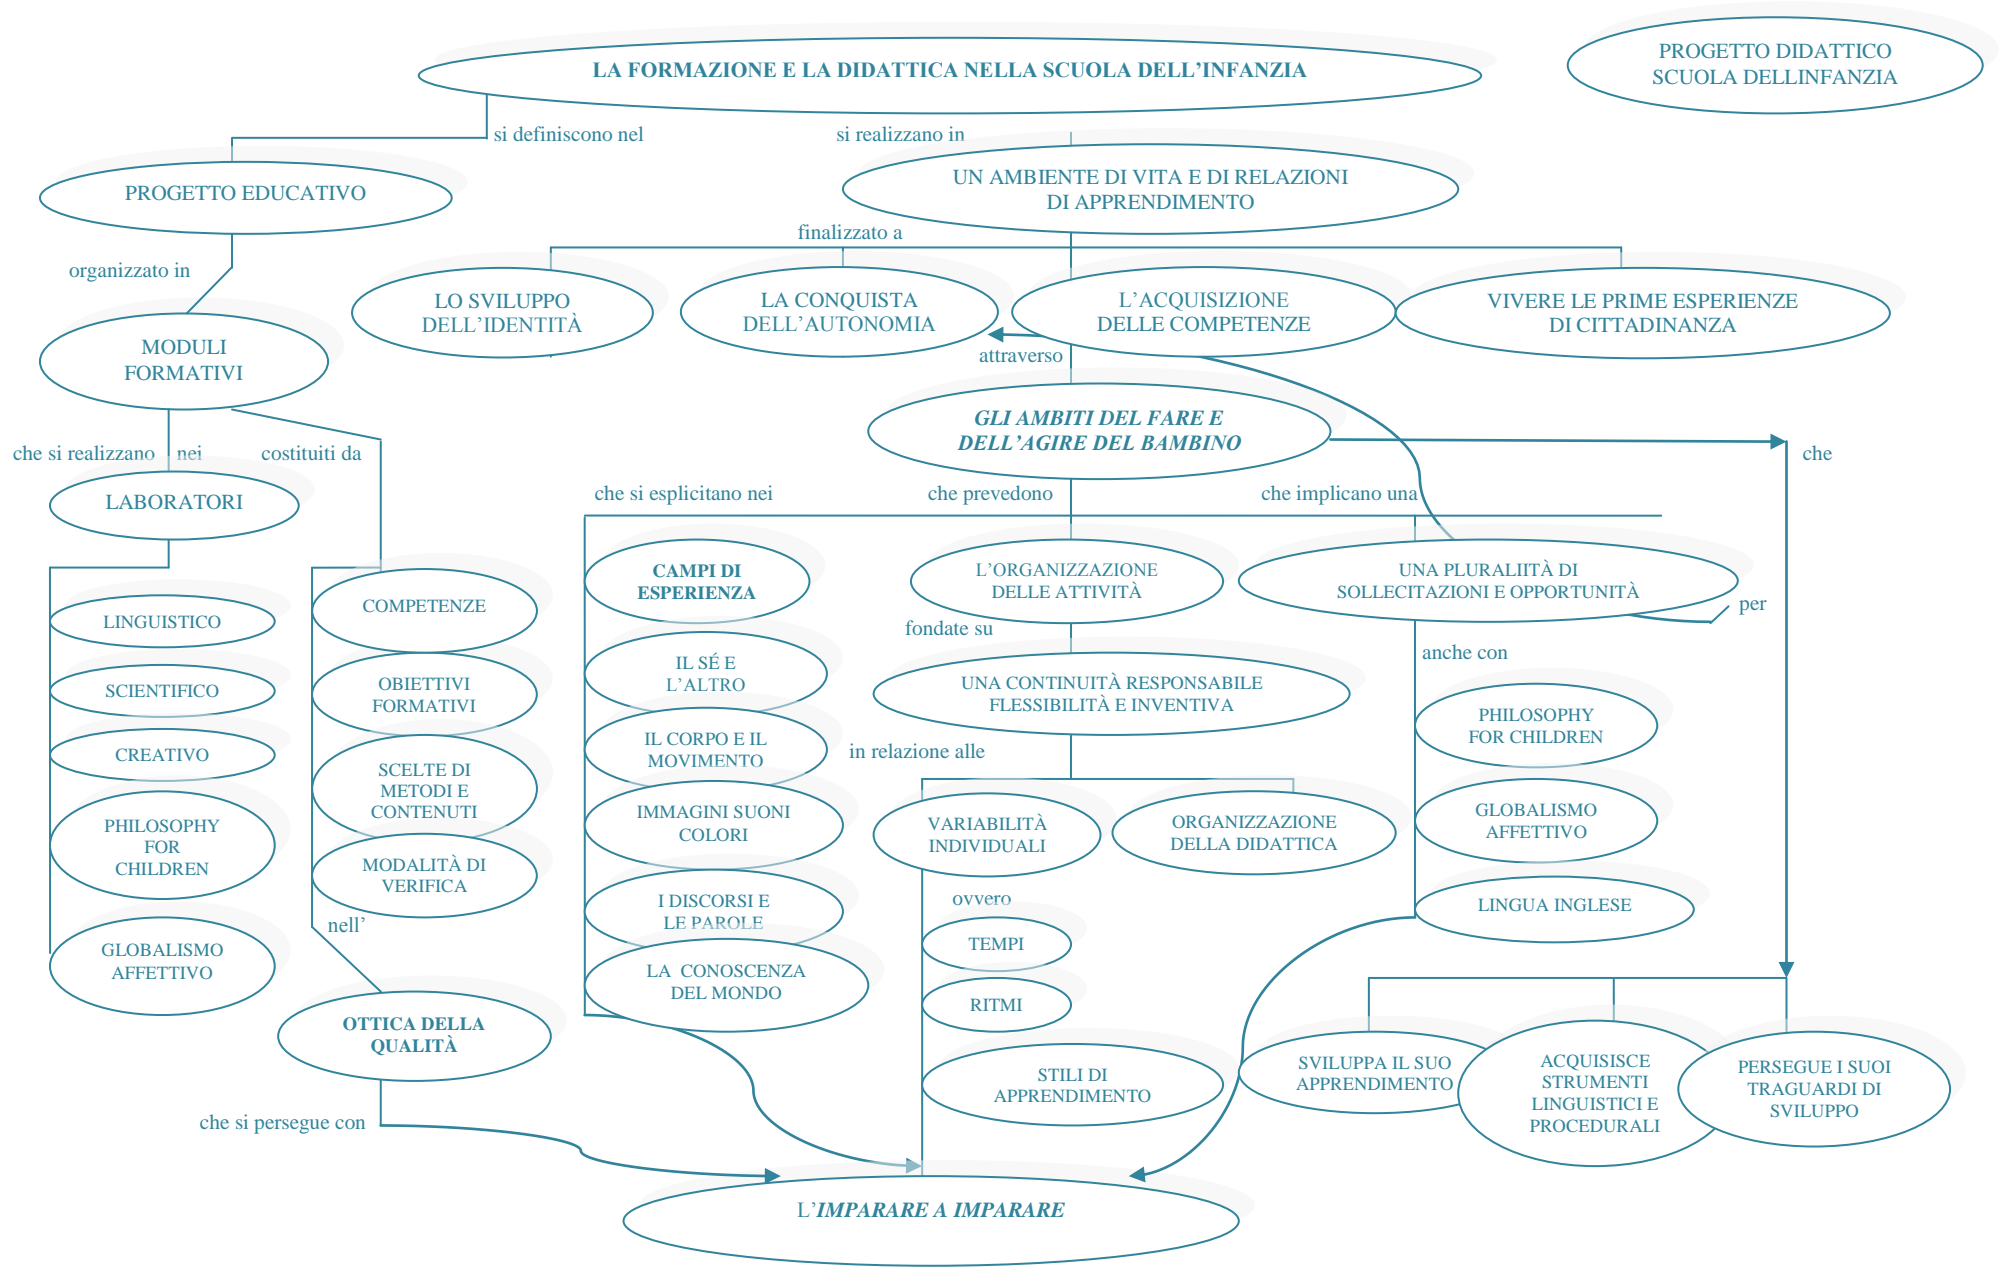 LA FORMAZIONE E LA DIDATTICA NELLA SCUOLA DELL'INFANZIA
PROGETTO DIDATTICO
SCUOLA DELLINFANZIA
si definiscono nel
si realizzano in
PROGETTO EDUCATIVO
UN AMBIENTE DI VITA E DI RELAZIONI
DI APPRENDIMENTO
finalizzato a
organizzato in
LO SVILUPPO
DELL'IDENTITÀ
LA CONQUISTA
DELL'AUTONOMIA
L'ACQUISIZIONE
DELLE COMPETENZE
VIVERE LE PRIME ESPERIENZE
DI CITTADINANZA
MODULI
FORMATIVI
attraverso
GLI AMBITI DEL FARE E
DELL'AGIRE DEL BAMBINO
che si realizzano nei
costituiti da
che
LABORATORI
che si esplicitano nei
che prevedono
che implicano una
CAMPI DI
ESPERIENZA
L'ORGANIZZAZIONE
DELLE ATTIVITÀ
UNA PLURALIITÀ DI
SOLLECITAZIONI E OPPORTUNITÀ
per
LINGUISTICO
COMPETENZE
fondate su
anche con
SCIENTIFICO
OBIETTIVI
FORMATIVI
IL SÉ E
L'ALTRO
UNA CONTINUITÀ RESPONSABILE
FLESSIBILITÀ E INVENTIVA
PHILOSOPHY
FOR CHILDREN
CREATIVO
SCELTE DI
METODI E
CONTENUTI
IL CORPO E IL
MOVIMENTO
in relazione alle
PHILOSOPHY
FOR
CHILDREN
IMMAGINI SUONI
COLORI
VARIABILITÀ
INDIVIDUALI
ORGANIZZAZIONE
DELLA DIDATTICA
GLOBALISMO
AFFETTIVO
MODALITÀ DI
VERIFICA
I DISCORSI E
LE PAROLE
ovvero
LINGUA INGLESE
nell'
GLOBALISMO
AFFETTIVO
LA CONOSCENZA
DEL MONDO
TEMPI
RITMI
OTTICA DELLA
QUALITÀ
STILI DI
APPRENDIMENTO
SVILUPPA IL SUO
APPRENDIMENTO
ACQUISISCE
STRUMENTI
LINGUISTICI E
PROCEDURALI
PERSEGUE I SUOI
TRAGUARDI DI
SVILUPPO
che si persegue con
L'IMPARARE A IMPARARE